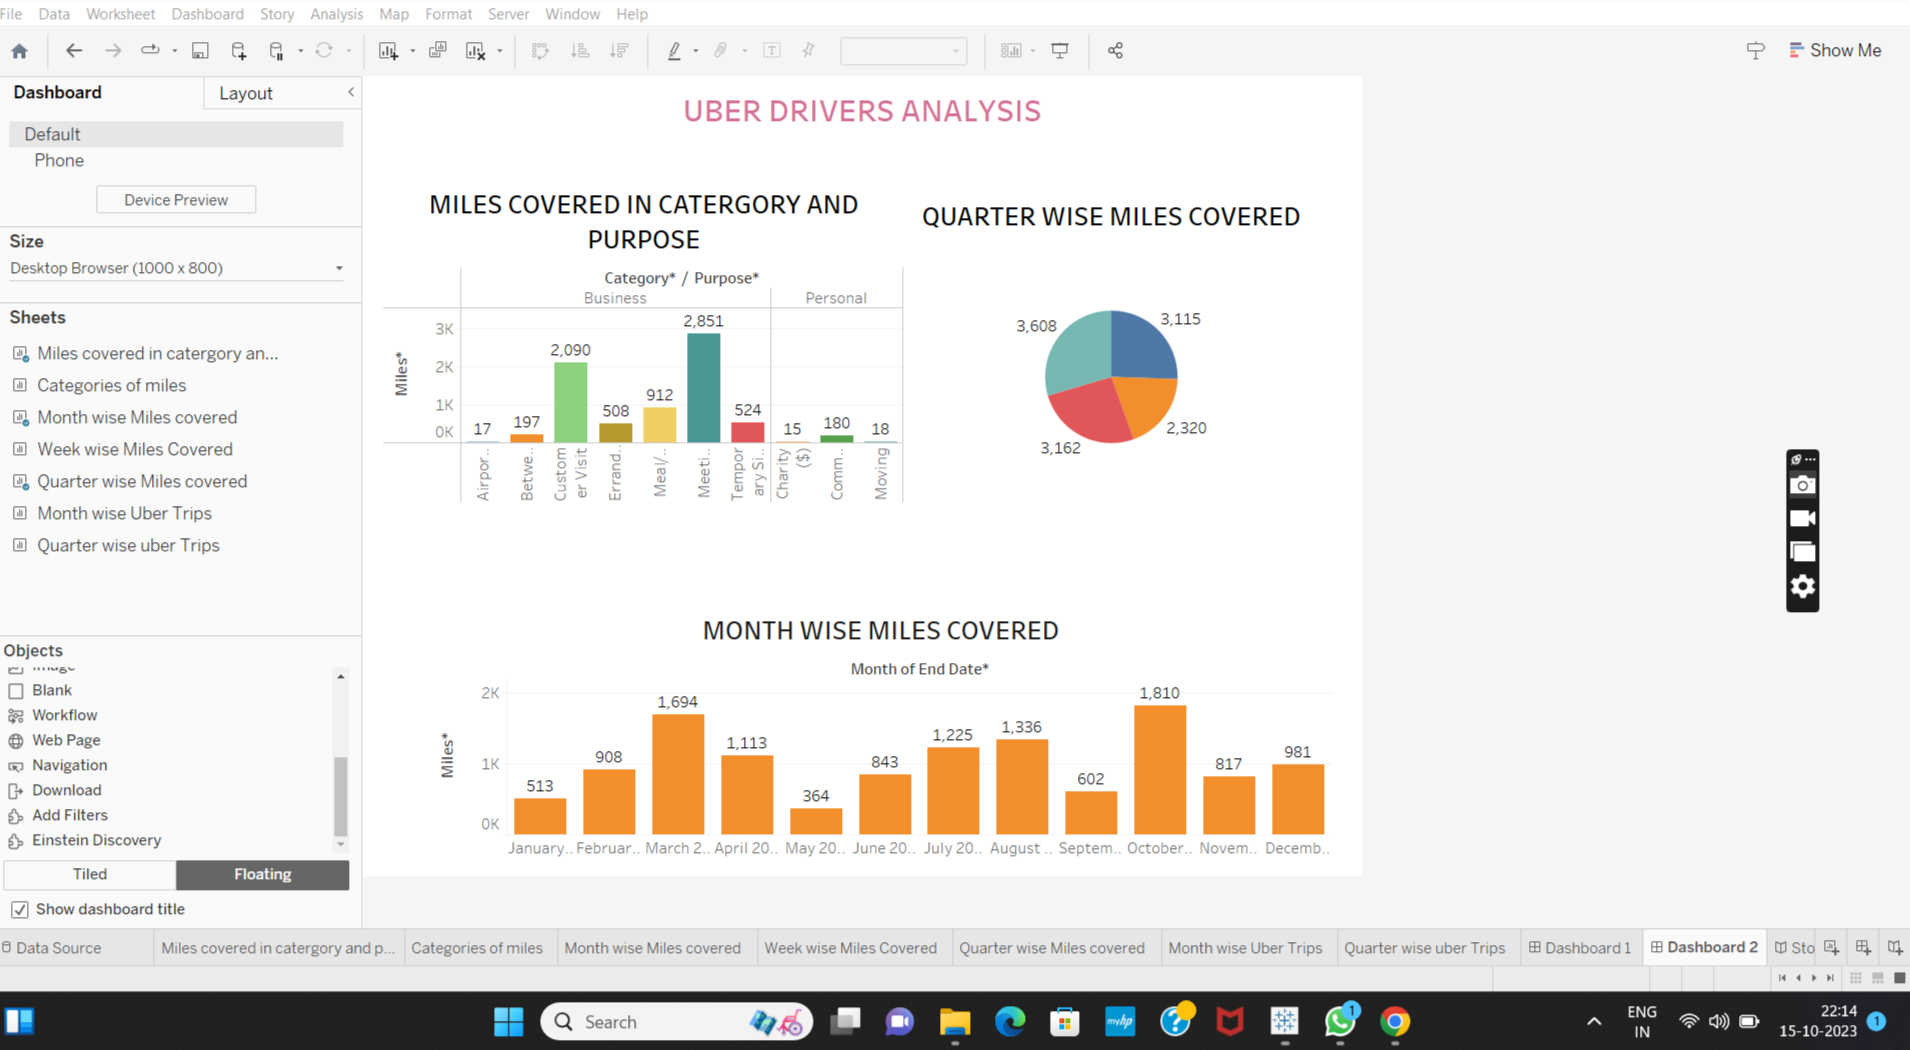 File Data Worksheet Dashboard Story Analysis Map Format Server Window Help
Show Me
Dashboard Layout
Default
Phone
Device Preview
Size
Desktop Browser (1000 x 800)
Sheets
Miles covered in catergory an...
Categories of miles
Month wise Miles covered
Week wise Miles Covered
Quarter wise Miles covered
Month wise Uber Trips
Quarter wise uber Trips
Objects
Image
Blank
Workflow
Web Page
Navigation
Download
Add Filters
Einstein Discovery
Tiled Floating
Show dashboard title
UBER DRIVERS ANALYSIS
MILES COVERED IN CATERGORY AND
PURPOSE
Category* / Purpose*
Business Personal
Miles*
3K
2K
1K
0K
17 197 2,090 508 912 2,851 524 15 180 18
Airpor..
Betwe..
Custom
er Visit
Errand..
Meal/..
Meeti..
Tempor
ary Si..
Charity
($)
Comm..
Moving
QUARTER WISE MILES COVERED
3,608
3,115
2,320
3,162
MONTH WISE MILES COVERED
Month of End Date*
Miles*
2K
1K
0K
513 908 1,694 1,113 364 843 1,225 1,336 602 1,810 817 981
January.. Februar.. March 2.. April 20.. May 20.. June 20.. July 20.. August .. Septem.. October.. Novem.. Decemb..
Data Source Miles covered in catergory and p... Categories of miles Month wise Miles covered Week wise Miles Covered Quarter wise Miles covered Month wise Uber Trips Quarter wise uber Trips Dashboard 1 Dashboard 2 Sto
Search
myhp
?
1
ENG
IN
22:14
15-10-2023
1